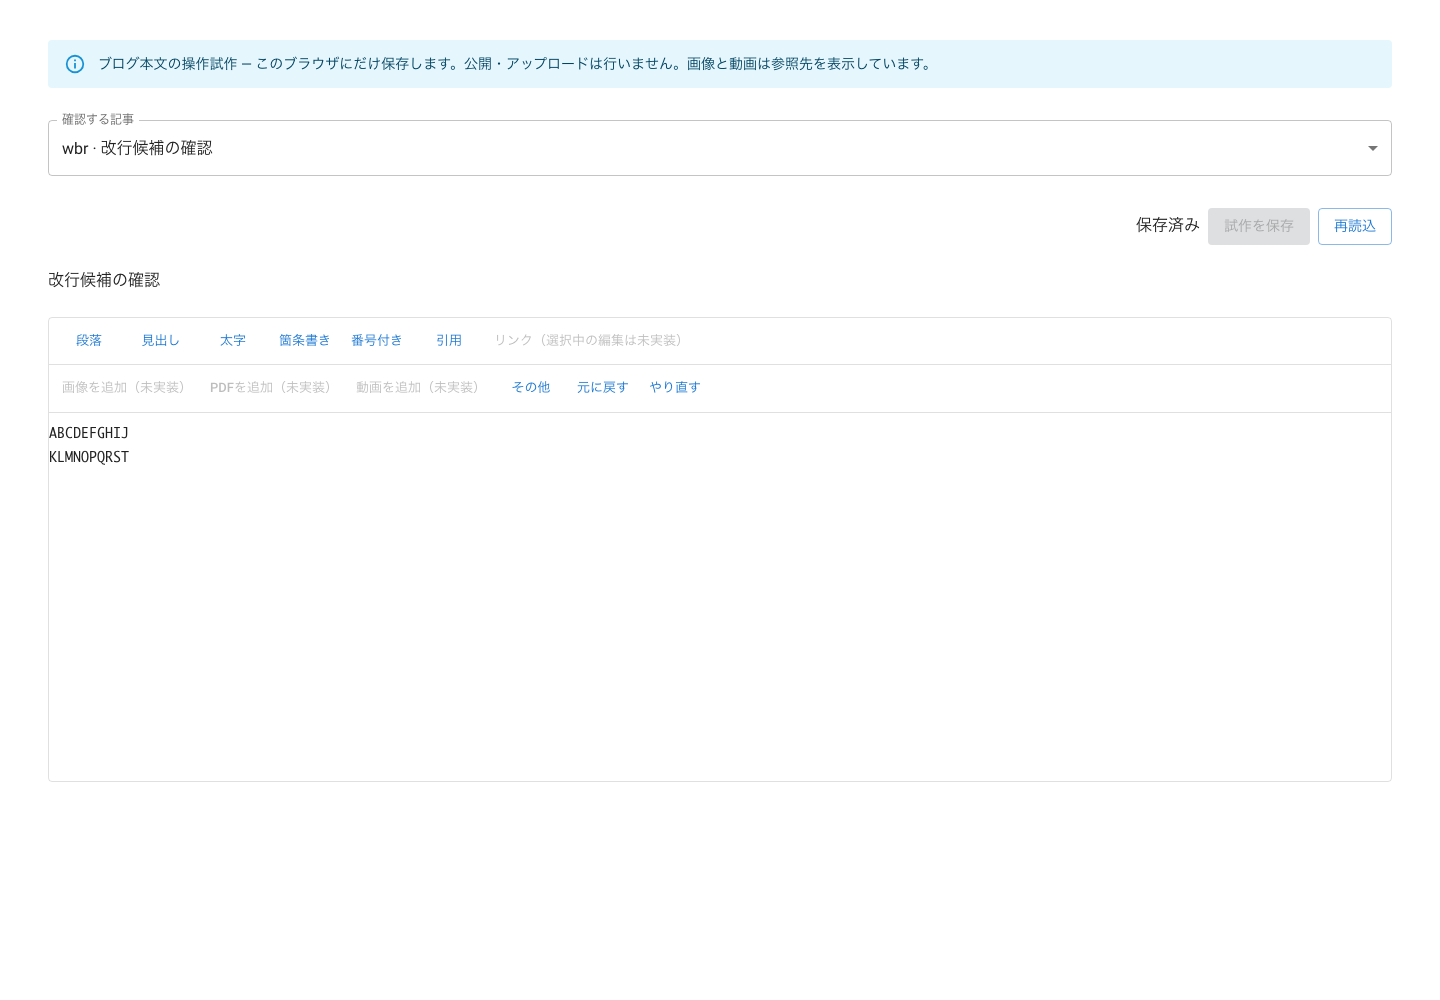 ブログ本文の操作試作 — このブラウザにだけ保存します。公開・アップロードは行いません。画像と動画は参照先を表示しています。
確認する記事
wbr · 改行候補の確認
保存済み 試作を保存 再読込
改行候補の確認
段落 見出し 太字 箇条書き 番号付き 引用 リンク（選択中の編集は未実装）
画像を追加（未実装） PDFを追加（未実装） 動画を追加（未実装） その他 元に戻す やり直す
ABCDEFGHIJ
KLMNOPQRST